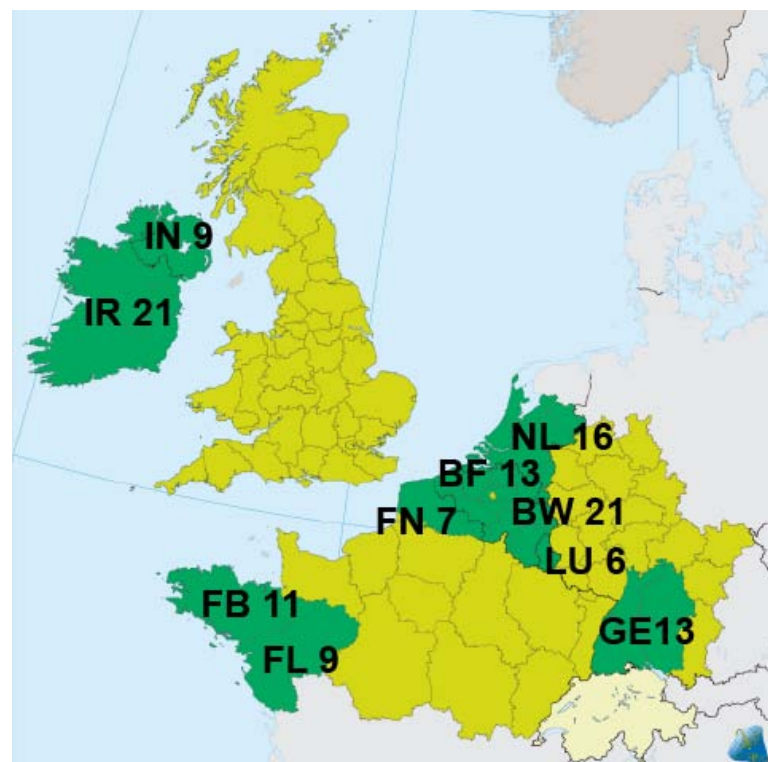 IN 9
IR 21
NL 16
BF 13
FN 7
BW 21
LU 6
FB 11
GE13
FL 9